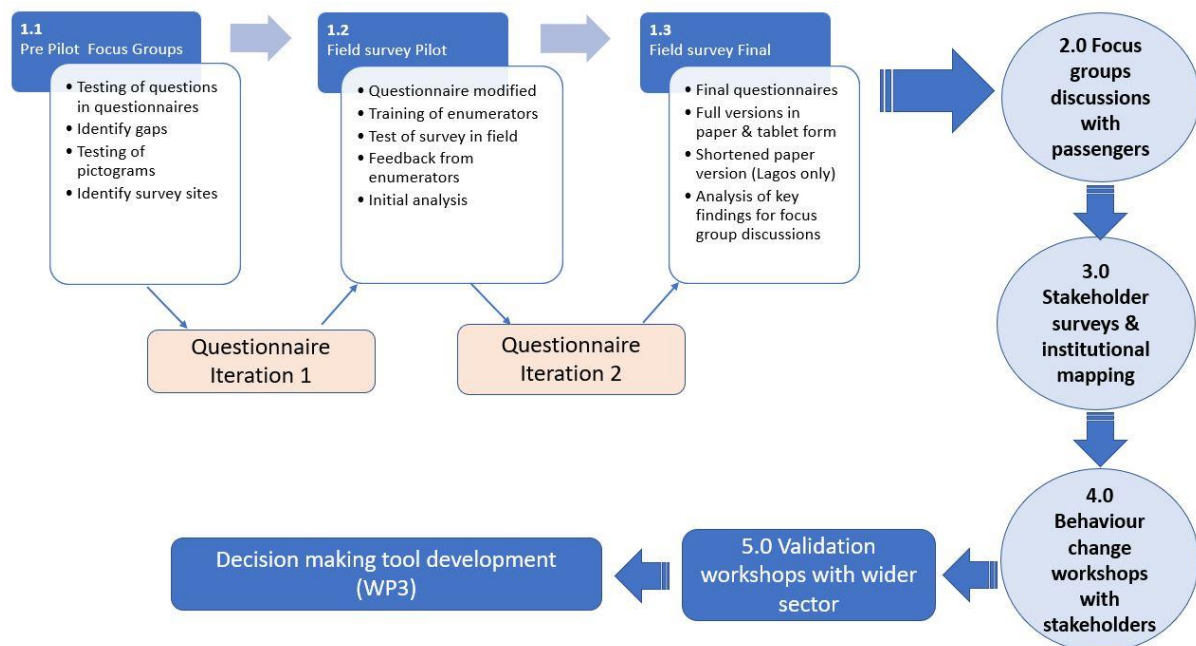 1.1
Pre Pilot Focus Groups
• Testing of questions
in questionnaires
• Identify gaps
• Testing of
pictograms
• Identify survey sites
1.2
Field survey Pilot
• Questionnaire modified
• Training of enumerators
• Test of survey in field
• Feedback from
enumerators
• Initial analysis
1.3
Field survey Final
• Final questionnaires
• Full versions in
paper & tablet form
• Shortened paper
version (Lagos only)
• Analysis of key
findings for focus
group discussions
Questionnaire
Iteration 1
Questionnaire
Iteration 2
2.0 Focus
groups
discussions
with
passengers
3.0
Stakeholder
surveys &
institutional
mapping
4.0
Behaviour
change
workshops
with
stakeholders
5.0 Validation
workshops with wider
sector
Decision making tool development
(WP3)